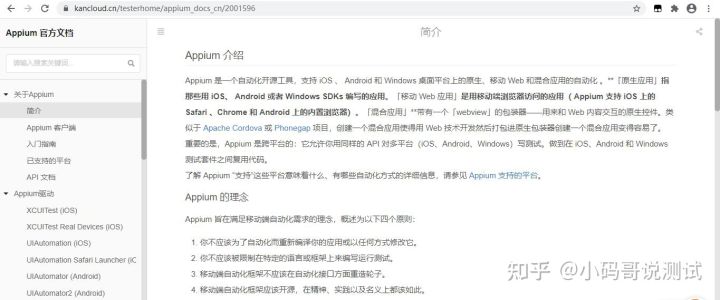 kancloud.cn/testerhome/appium_docs_cn/2001596
Appium 官方文档
简介
请输入搜索关键词...
关于Appium
简介
Appium 客户端
入门指南
已支持的平台
API 文档
Appium驱动
XCUITest (iOS)
XCUITest Real Devices (iOS)
UIAutomation (iOS)
UIAutomation Safari Launcher (iO
UIAutomator (Android)
UIAutomator2 (Android)
Appium 介绍
Appium 是一个自动化开源工具，支持 iOS 、 Android 和 Windows 桌面平台上的原生、移动 Web 和混合应用的自动化 。**「原生应用」指
那些用 iOS、 Android 或者 Windows SDKs 编写的应用。「移动 Web 应用」是用移动端浏览器访问的应用（ Appium 支持 iOS 上的
Safari 、Chrome 和 Android 上的内置浏览器）。「混合应用」**带有一个「webview」的包装器——用来和 Web 内容交互的原生控件。类
似于 Apache Cordova 或 Phonegap 项目，创建一个混合应用使得用 Web 技术开发然后打包进原生包装器创建一个混合应用变得容易了。
重要的是，Appium 是跨平台的：它允许你用同样的 API 对多平台（iOS、Android、Windows）写测试。做到在 iOS、Android 和 Windows
测试套件之间复用代码。
了解 Appium “支持”这些平台意味着什么、有哪些自动化方式的详细信息，请参见 Appium 支持的平台。
Appium 的理念
Appium 旨在满足移动端自动化需求的理念，概述为以下四个原则：
1. 你不应该为了自动化而重新编译你的应用或以任何方式修改它。
2. 你不应该被限制在特定的语言或框架上来编写运行测试。
3. 移动端自动化框架不应该在自动化接口方面重造轮子。
4. 移动端自动化框架应该开源，在精神、实践以及名义上都该如此。
知乎 @小码哥说测试